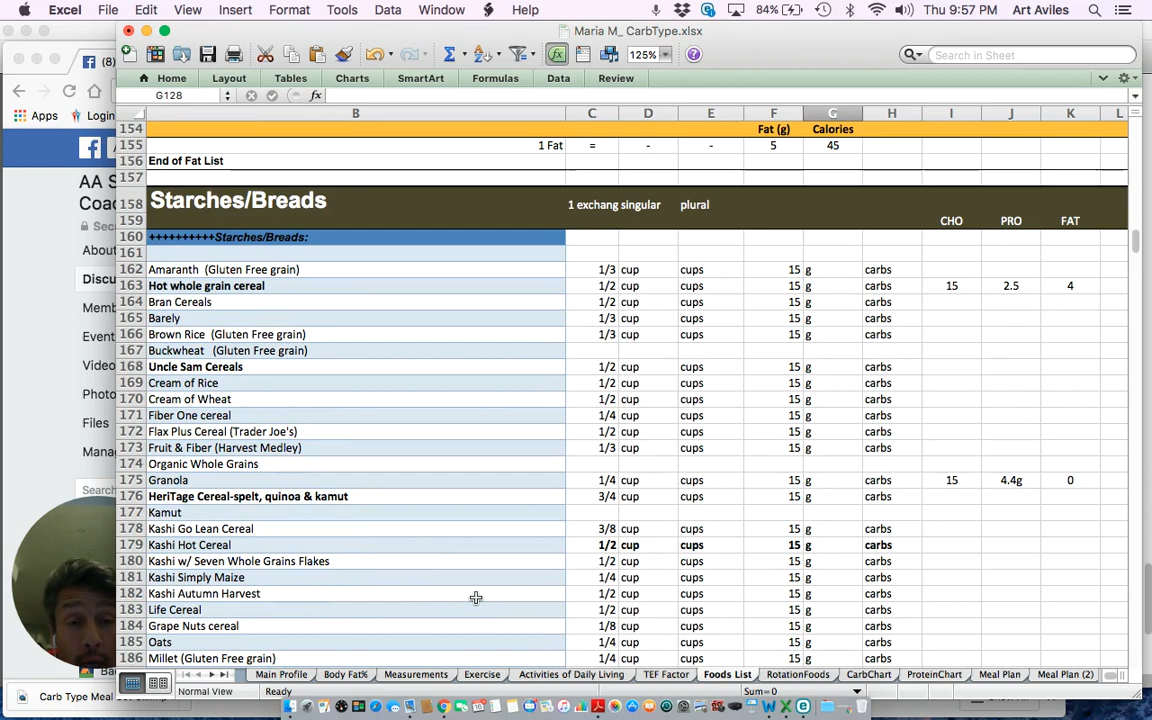 Excel File Edit View Insert Format Tools Data Window Help 84% Thu 9:57 PM Art Aviles
Maria M_ CarbType.xlsx
125% Search in Sheet
Home Layout Tables Charts SmartArt Formulas Data Review
G128 fx
B C D E F G H I J K L
154 Fat (g) Calories
155 1 Fat = - - 5 45
156 End of Fat List
157
158 Starches/Breads 1 exchang singular plural
159 CHO PRO FAT
160 ++++++++++Starches/Breads:
161
162 Amaranth (Gluten Free grain) 1/3 cup cups 15 g carbs
163 Hot whole grain cereal 1/2 cup cups 15 g carbs 15 2.5 4
164 Bran Cereals 1/2 cup cups 15 g carbs
165 Barely 1/3 cup cups 15 g carbs
166 Brown Rice (Gluten Free grain) 1/3 cup cups 15 g carbs
167 Buckwheat (Gluten Free grain)
168 Uncle Sam Cereals 1/2 cup cups 15 g carbs
169 Cream of Rice 1/2 cup cups 15 g carbs
170 Cream of Wheat 1/2 cup cups 15 g carbs
171 Fiber One cereal 1/4 cup cups 15 g carbs
172 Flax Plus Cereal (Trader Joe's) 1/2 cup cups 15 g carbs
173 Fruit & Fiber (Harvest Medley) 1/3 cup cups 15 g carbs
174 Organic Whole Grains
175 Granola 1/4 cup cups 15 g carbs 15 4.4g 0
176 HeriTage Cereal-spelt, quinoa & kamut 3/4 cup cups 15 g carbs
177 Kamut
178 Kashi Go Lean Cereal 3/8 cup cups 15 g carbs
179 Kashi Hot Cereal 1/2 cup cups 15 g carbs
180 Kashi w/ Seven Whole Grains Flakes 1/2 cup cups 15 g carbs
181 Kashi Simply Maize 1/4 cup cups 15 g carbs
182 Kashi Autumn Harvest 1/2 cup cups 15 g carbs
183 Life Cereal 1/2 cup cups 15 g carbs
184 Grape Nuts cereal 1/8 cup cups 15 g carbs
185 Oats 1/4 cup cups 15 g carbs
186 Millet (Gluten Free grain) 1/4 cup cups 15 g carbs
Main Profile Body Fat% Measurements Exercise Activities of Daily Living TEF Factor Foods List RotationFoods CarbChart ProteinChart Meal Plan Meal Plan (2)
Normal View Ready Sum=0
(8)
Apps Login
AA S
Coac
Sec
About
Discu
Memb
Event
Video
Photo
Files
Manag
Search